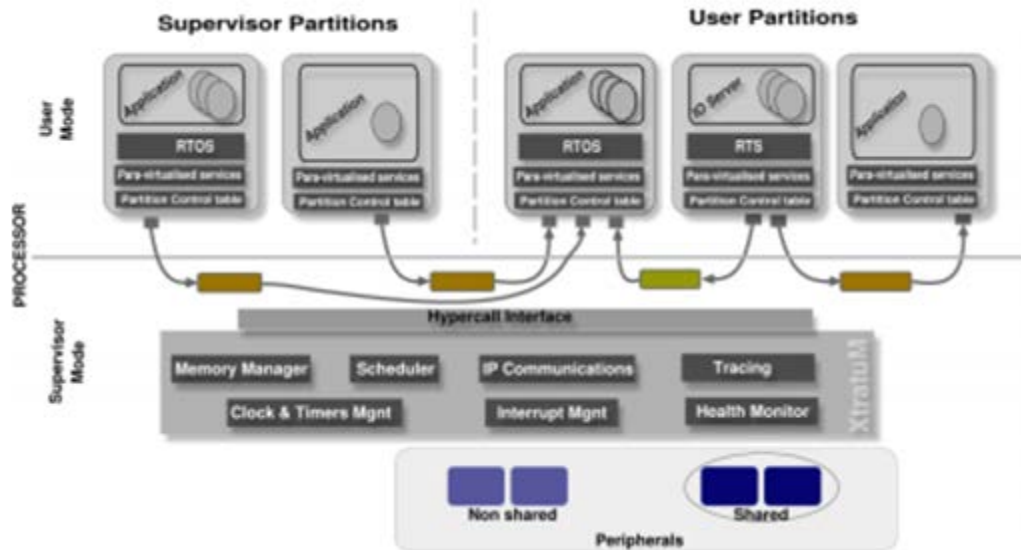 Supervisor Partitions
User Partitions
User Mode
Application
RTOS
Para-virtualised services
Partition Control table
Application
Para-virtualised services
Partition Control table
Application
RTOS
Para-virtualised services
Partition Control table
IO Server
RTS
Para-virtualised services
Partition Control table
Application
Para-virtualised services
Partition Control table
PROCESSOR
Supervisor Mode
Hypercall Interface
Memory Manager
Scheduler
IP Communications
Tracing
Clock & Timers Mgnt
Interrupt Mgnt
Health Monitor
XtratuM
Non shared
Shared
Peripherals